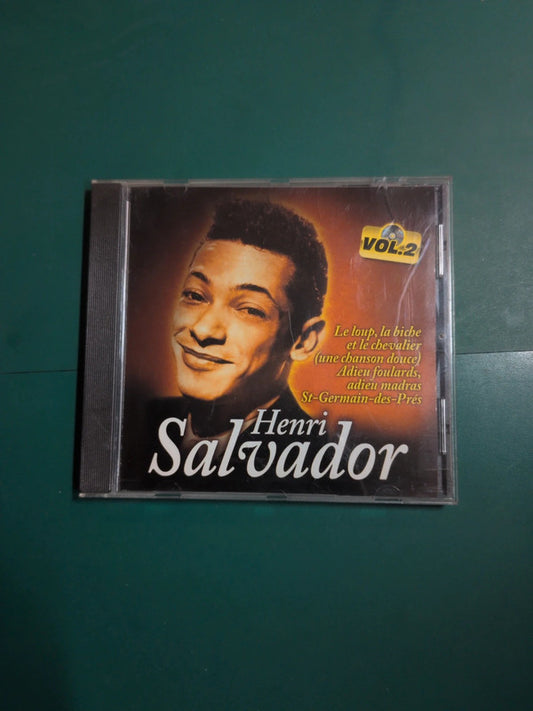 VOL.2
Le loup, la biche
et le chevalier
(une chanson douce)
Adieu foulards,
adieu madras
St-Germain-des-Prés
Henri
Salvador